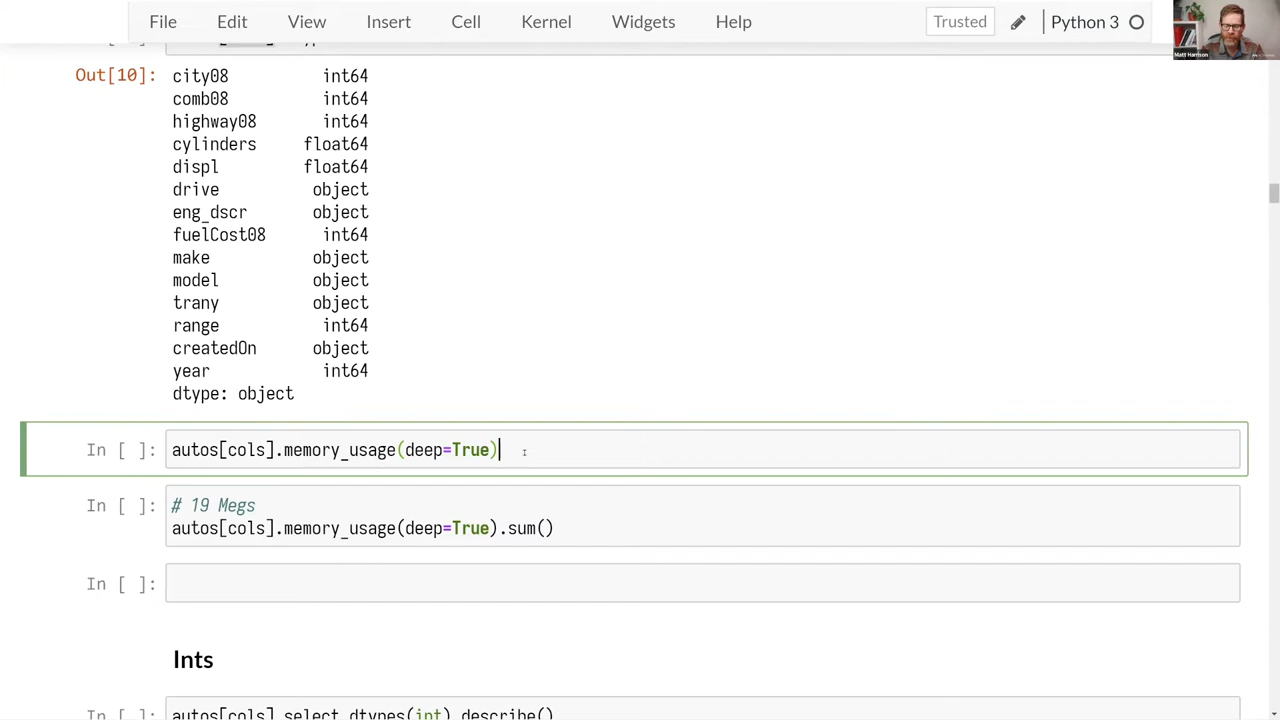 File Edit View Insert Cell Kernel Widgets Help Trusted Python 3
Matt Harrison
Out[10]:
city08 int64
comb08 int64
highway08 int64
cylinders float64
displ float64
drive object
eng_dscr object
fuelCost08 int64
make object
model object
trany object
range int64
createdOn object
year int64
dtype: object
In [ ]: autos[cols].memory_usage(deep=True)
In [ ]: # 19 Megs
autos[cols].memory_usage(deep=True).sum()
In [ ]:
Ints
In [ ]: autos[cols].select_dtypes(int).describe()